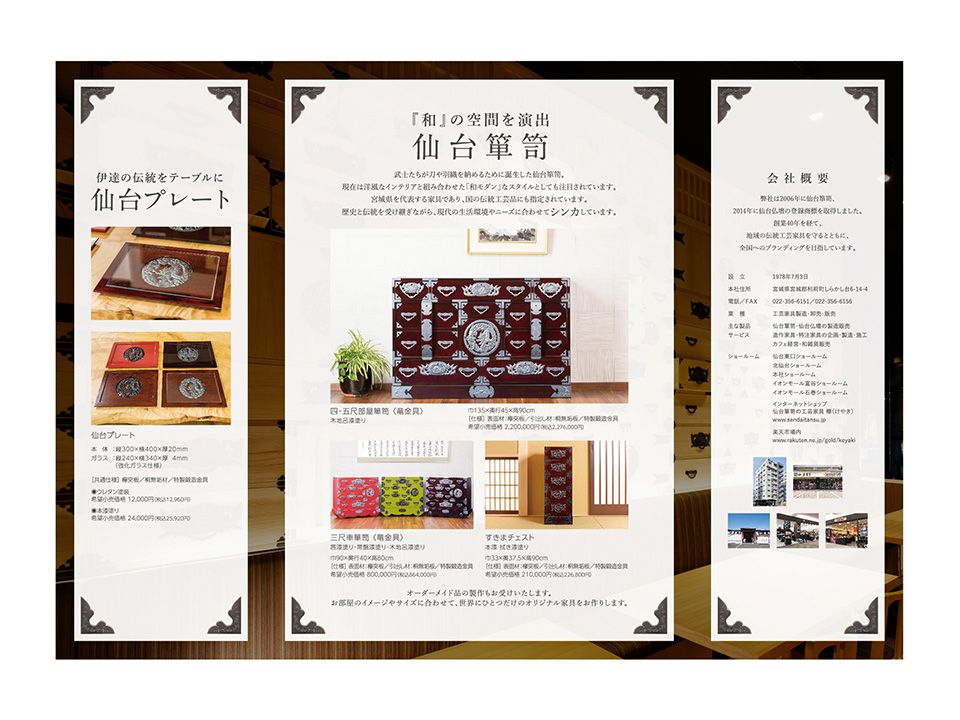 伊達の伝統をテーブルに
仙台プレート
仙台プレート
本　体 ：縦300×横400×厚20mm
ガラス ：縦240×横340×厚 4mm
（強化ガラス仕様）
［共通仕様］欅突板／桐無垢材／特製鍛造金具
◉ウレタン塗装
希望小売価格 12,000円(税込12,960円)
◉本漆塗り
希望小売価格 24,000円(税込25,920円)
『和』の空間を演出
仙台箪笥
武士たちが刀や羽織を納めるために誕生した仙台箪笥。
現在は洋風なインテリアと組み合わせた「和モダン」なスタイルとしても注目されています。
宮城県を代表する家具であり、国の伝統工芸品にも指定されています。
歴史と伝統を受け継ぎながら、現代の生活環境やニーズに合わせてシンカしています。
四・五尺部屋箪笥〈竜金具〉
木地呂漆塗り
巾135×奥行45×高90cm
［仕様］表面材：欅突板／引出し材：桐無垢板／特製鍛造金具
希望小売価格 2,200,000円(税込2,376,000円)
三尺車箪笥〈竜金具〉
茜漆塗り・常盤漆塗り・木地呂漆塗り
巾90×奥行40×高80cm
［仕様］表面材：欅突板／引出し材：桐無垢板／特製鍛造金具
希望小売価格 800,000円(税込864,000円)
すきまチェスト
本漆 拭き漆塗り
巾33×奥37.5×高90cm
［仕様］表面材：欅突板／引出し材：桐無垢板／特製鍛造金具
希望小売価格 210,000円(税込226,800円)
オーダーメイド品の製作もお受けいたします。
お部屋のイメージやサイズに合わせて、世界にひとつだけのオリジナル家具をお作りします。
会社概要
弊社は2006年に仙台箪笥、
2014年に仙台仏壇の登録商標を取得しました。
創業40年を経て、
地域の伝統工芸家具を守るとともに、
全国へのブランディングを目指しています。
設　立　1978年7月3日
本社住所　宮城県宮城郡利府町しらかし台6-14-4
電話／FAX　022-356-6151／022-356-6156
業　種　工芸家具製造・卸売・販売
主な製品　仙台箪笥・仙台仏壇の製造販売
サービス　造作家具・特注家具の企画・製造・施工
カフェ経営・和雑貨販売
ショールーム　仙台東口ショールーム
北仙台ショールーム
本社ショールーム
イオンモール富谷ショールーム
イオンモール石巻ショールーム
インターネットショップ
仙台箪笥の工芸家具 欅（けやき）
www.sendaitansu.jp
楽天市場内
www.rakuten.ne.jp/gold/keyaki